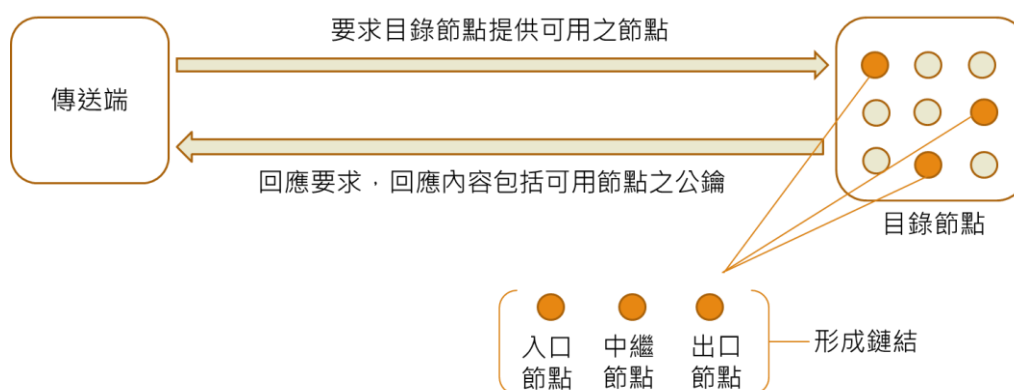 要求目錄節點提供可用之節點
傳送端
回應要求，回應內容包括可用節點之公鑰
目錄節點
入口
節點
中繼
節點
出口
節點
形成鏈結